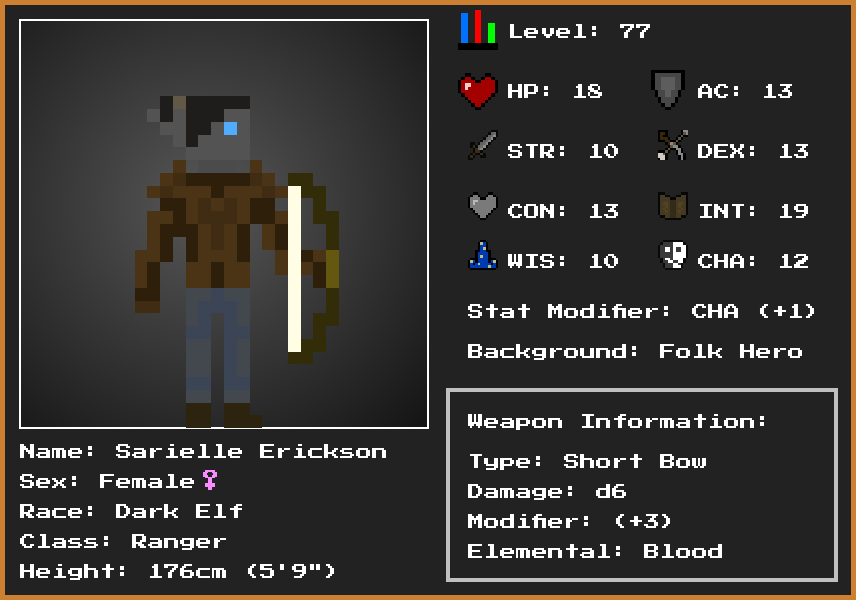 Level: 77
HP: 18 AC: 13
STR: 10 DEX: 13
CON: 13 INT: 19
WIS: 10 CHA: 12
Stat Modifier: CHA (+1)
Background: Folk Hero
Weapon Information:
Type: Short Bow
Damage: d6
Modifier: (+3)
Elemental: Blood
Name: Sarielle Erickson
Sex: Female♀
Race: Dark Elf
Class: Ranger
Height: 176cm (5'9")